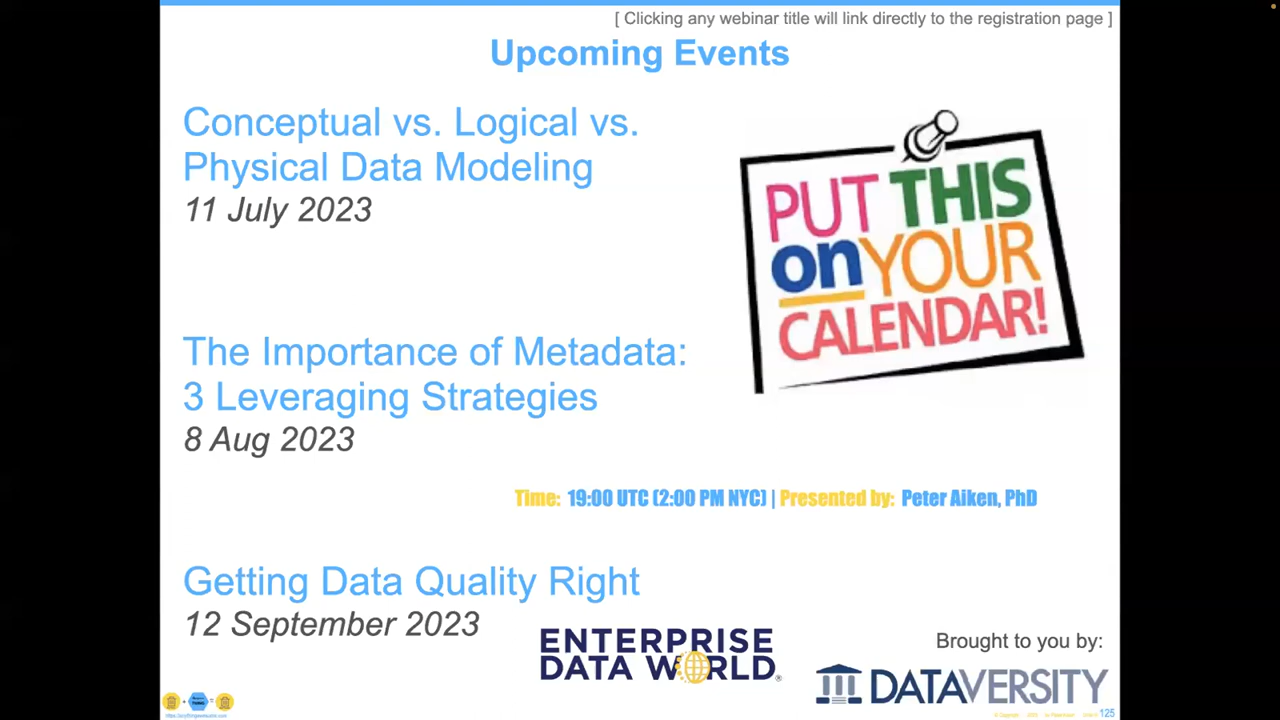 [ Clicking any webinar title will link directly to the registration page ]
Upcoming Events
Conceptual vs. Logical vs.
Physical Data Modeling
11 July 2023
PUT THIS
on YOUR
CALENDAR!
The Importance of Metadata:
3 Leveraging Strategies
8 Aug 2023
Time: 19:00 UTC (2:00 PM NYC) | Presented by: Peter Aiken, PhD
Getting Data Quality Right
12 September 2023
ENTERPRISE
DATA WORLD®
Brought to you by:
DATAVERSITY
125